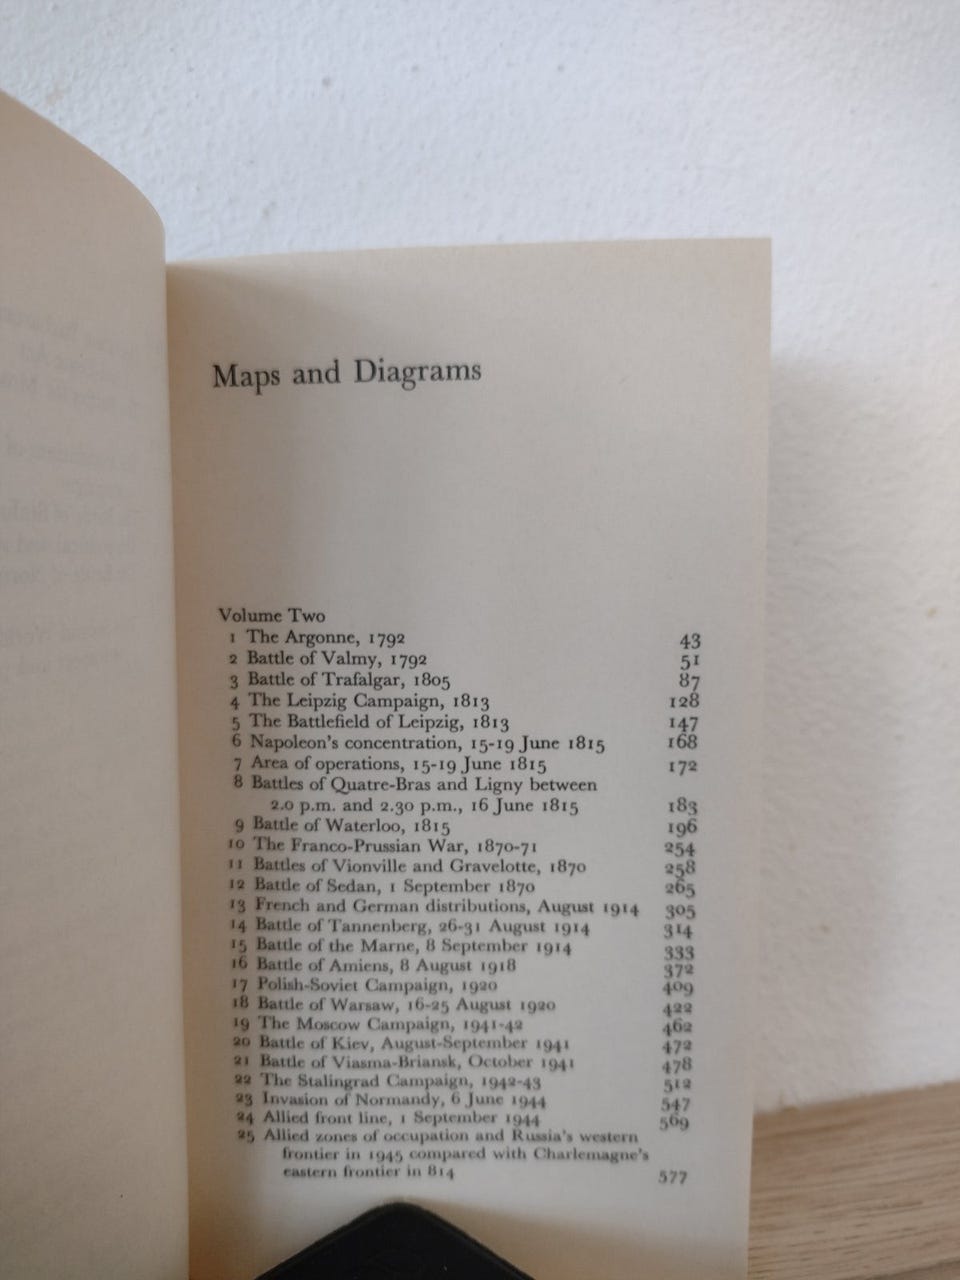 Maps and Diagrams
Volume Two
1 The Argonne, 1792 43
2 Battle of Valmy, 1792 51
3 Battle of Trafalgar, 1805 87
4 The Leipzig Campaign, 1813 128
5 The Battlefield of Leipzig, 1813 147
6 Napoleon's concentration, 15-19 June 1815 168
7 Area of operations, 15-19 June 1815 172
8 Battles of Quatre-Bras and Ligny between
2.0 p.m. and 2.30 p.m., 16 June 1815 183
9 Battle of Waterloo, 1815 196
10 The Franco-Prussian War, 1870-71 254
11 Battles of Vionville and Gravelotte, 1870 258
12 Battle of Sedan, 1 September 1870 265
13 French and German distributions, August 1914 305
14 Battle of Tannenberg, 26-31 August 1914 314
15 Battle of the Marne, 8 September 1914 333
16 Battle of Amiens, 8 August 1918 372
17 Polish-Soviet Campaign, 1920 409
18 Battle of Warsaw, 16-25 August 1920 422
19 The Moscow Campaign, 1941-42 462
20 Battle of Kiev, August-September 1941 472
21 Battle of Viasma-Briansk, October 1941 478
22 The Stalingrad Campaign, 1942-43 512
23 Invasion of Normandy, 6 June 1944 547
24 Allied front line, 1 September 1944 569
25 Allied zones of occupation and Russia's western
frontier in 1945 compared with Charlemagne's
eastern frontier in 814 577